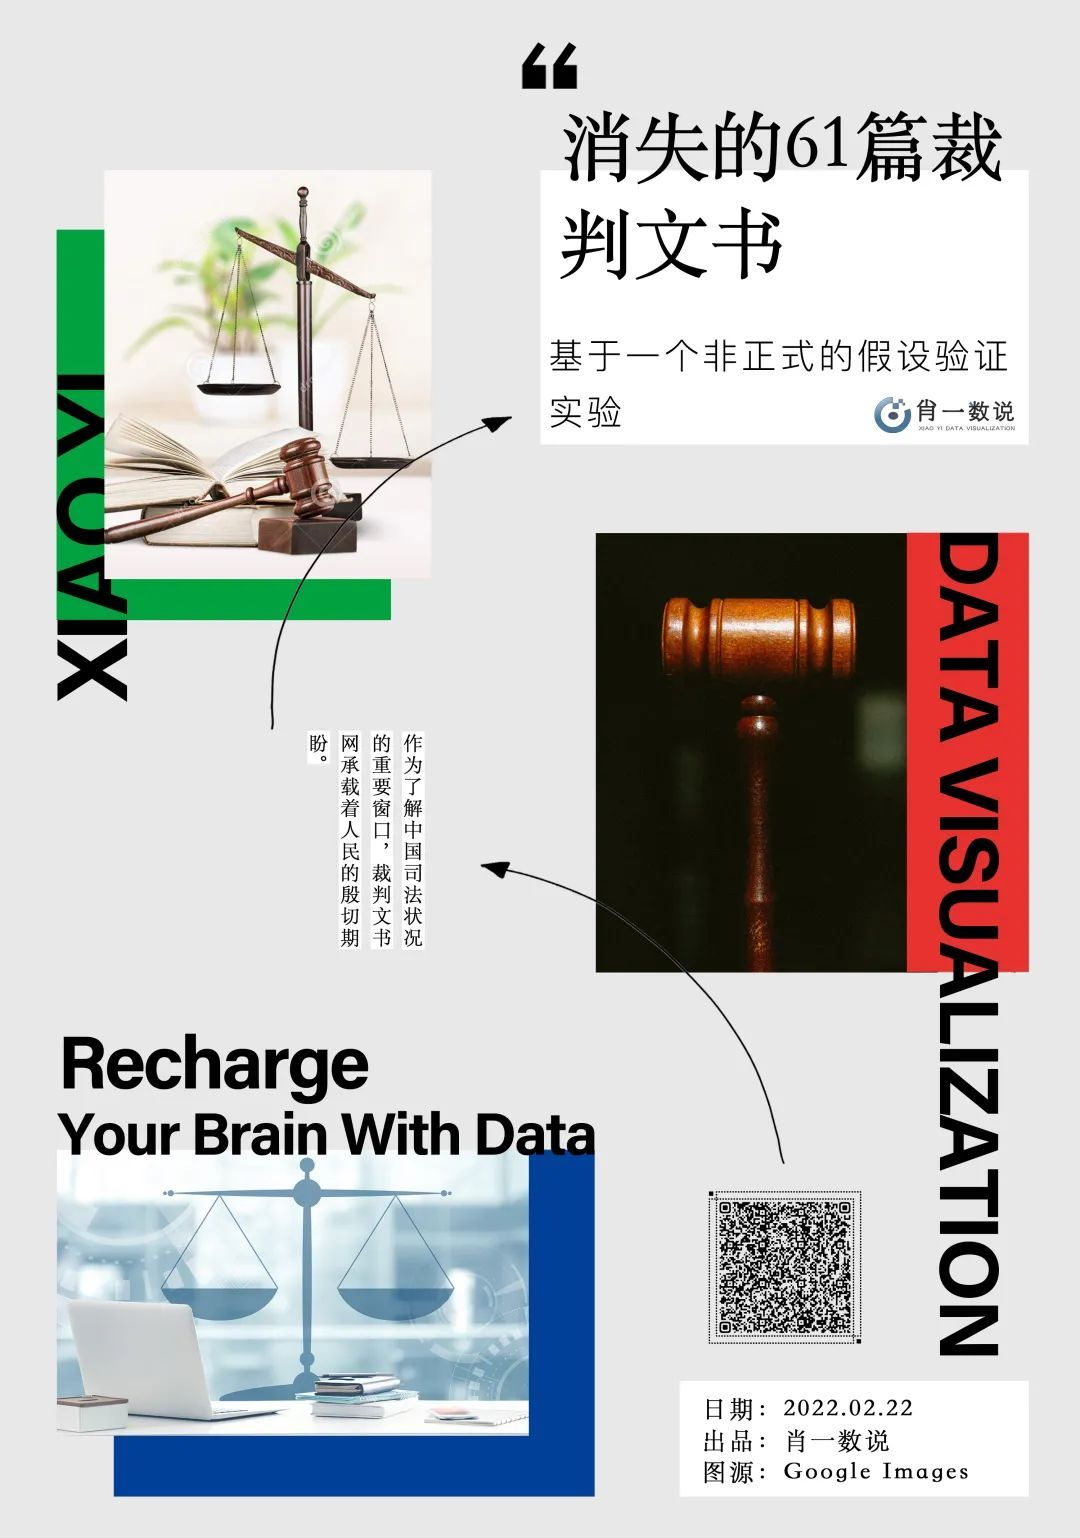 “
消失的61篇裁
判文书
基于一个非正式的假设验证
实验
肖一数说
XIAO YI DATA VISUALIZATION
XIAO YI
DATA VISUALIZATION
作为了解中国司法状况
的重要窗口，裁判文书
网承载着人民的殷切期
盼。
Recharge
Your Brain With Data
日期：2022.02.22
出品：肖一数说
图源：Google Images